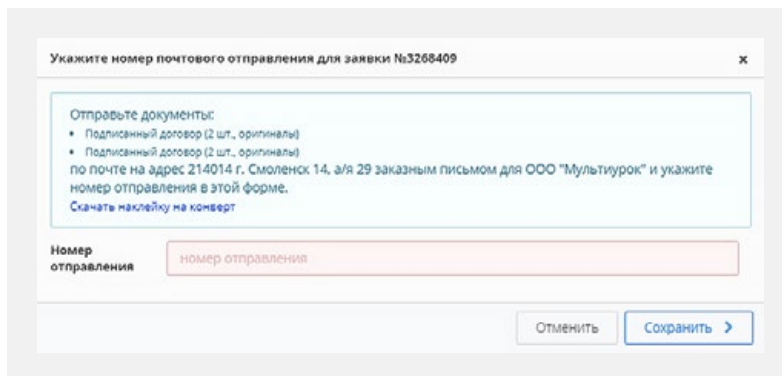 Укажите номер почтового отправления для заявки №3268409
x
Отправьте документы:
• Подписанный договор (2 шт., оригиналы)
• Подписанный договор (2 шт., оригиналы)
по почте на адрес 214014 г. Смоленск 14, а/я 29 заказным письмом для ООО "Мультиурок" и укажите
номер отправления в этой форме.
Скачать наклейку на конверт
Номер
отправления
номер отправления
Отменить
Сохранить >